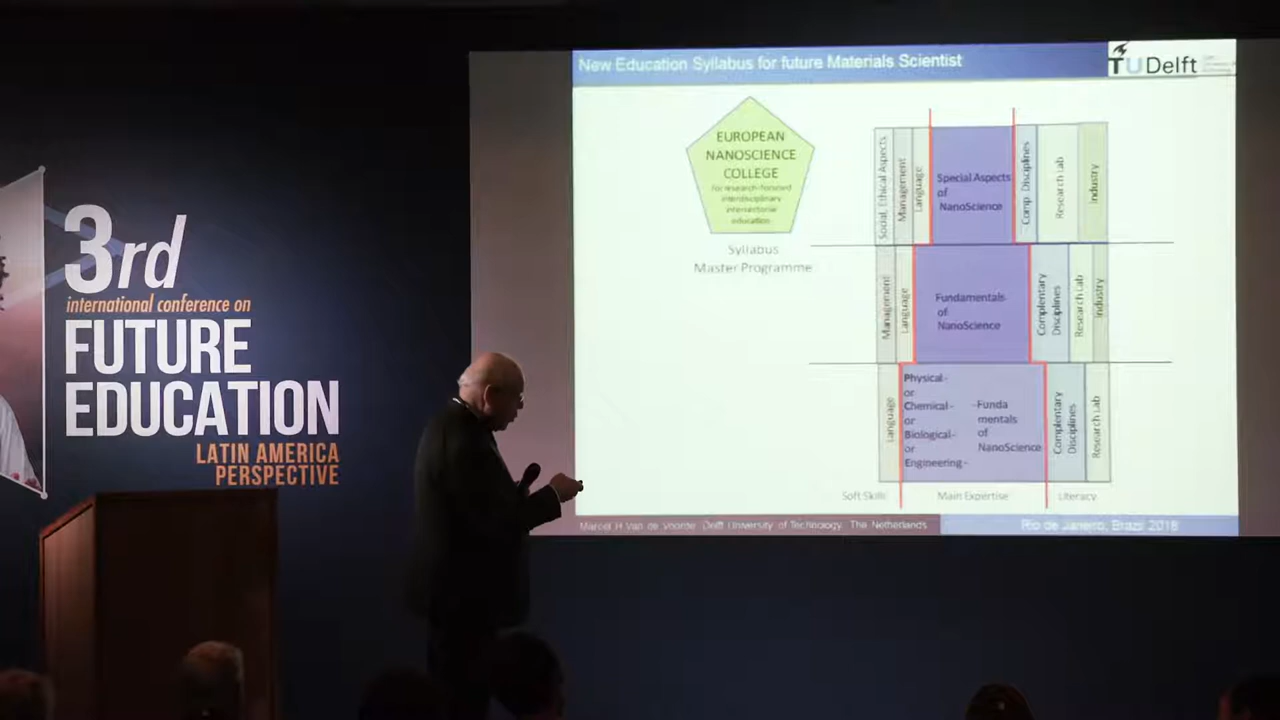 3rd
international conference on
FUTURE
EDUCATION
LATIN AMERICA
PERSPECTIVE
New Education Syllabus for future Materials Scientist
TU Delft
EUROPEAN
NANOSCIENCE
COLLEGE
for research-focused
interdisciplinary
intersectorial
education
Syllabus
Master Programme
Social, Ethical Aspects
Management
Language
Special Aspects
of
NanoScience
Comp. Disciplines
Research Lab
Industry
Management
Language
Fundamentals
of
NanoScience
Complentary
Disciplines
Research Lab
Industry
Language
Physical-
or
Chemical-
or
Biological-
or
Engineering-
-Funda
mentals
of
NanoScience
Complentary
Disciplines
Research Lab
Soft Skills
Main Expertise
Literacy
Marcel H Van de Voorde Delft University of Technology The Netherlands
Rio de Janeiro, Brazil 2018